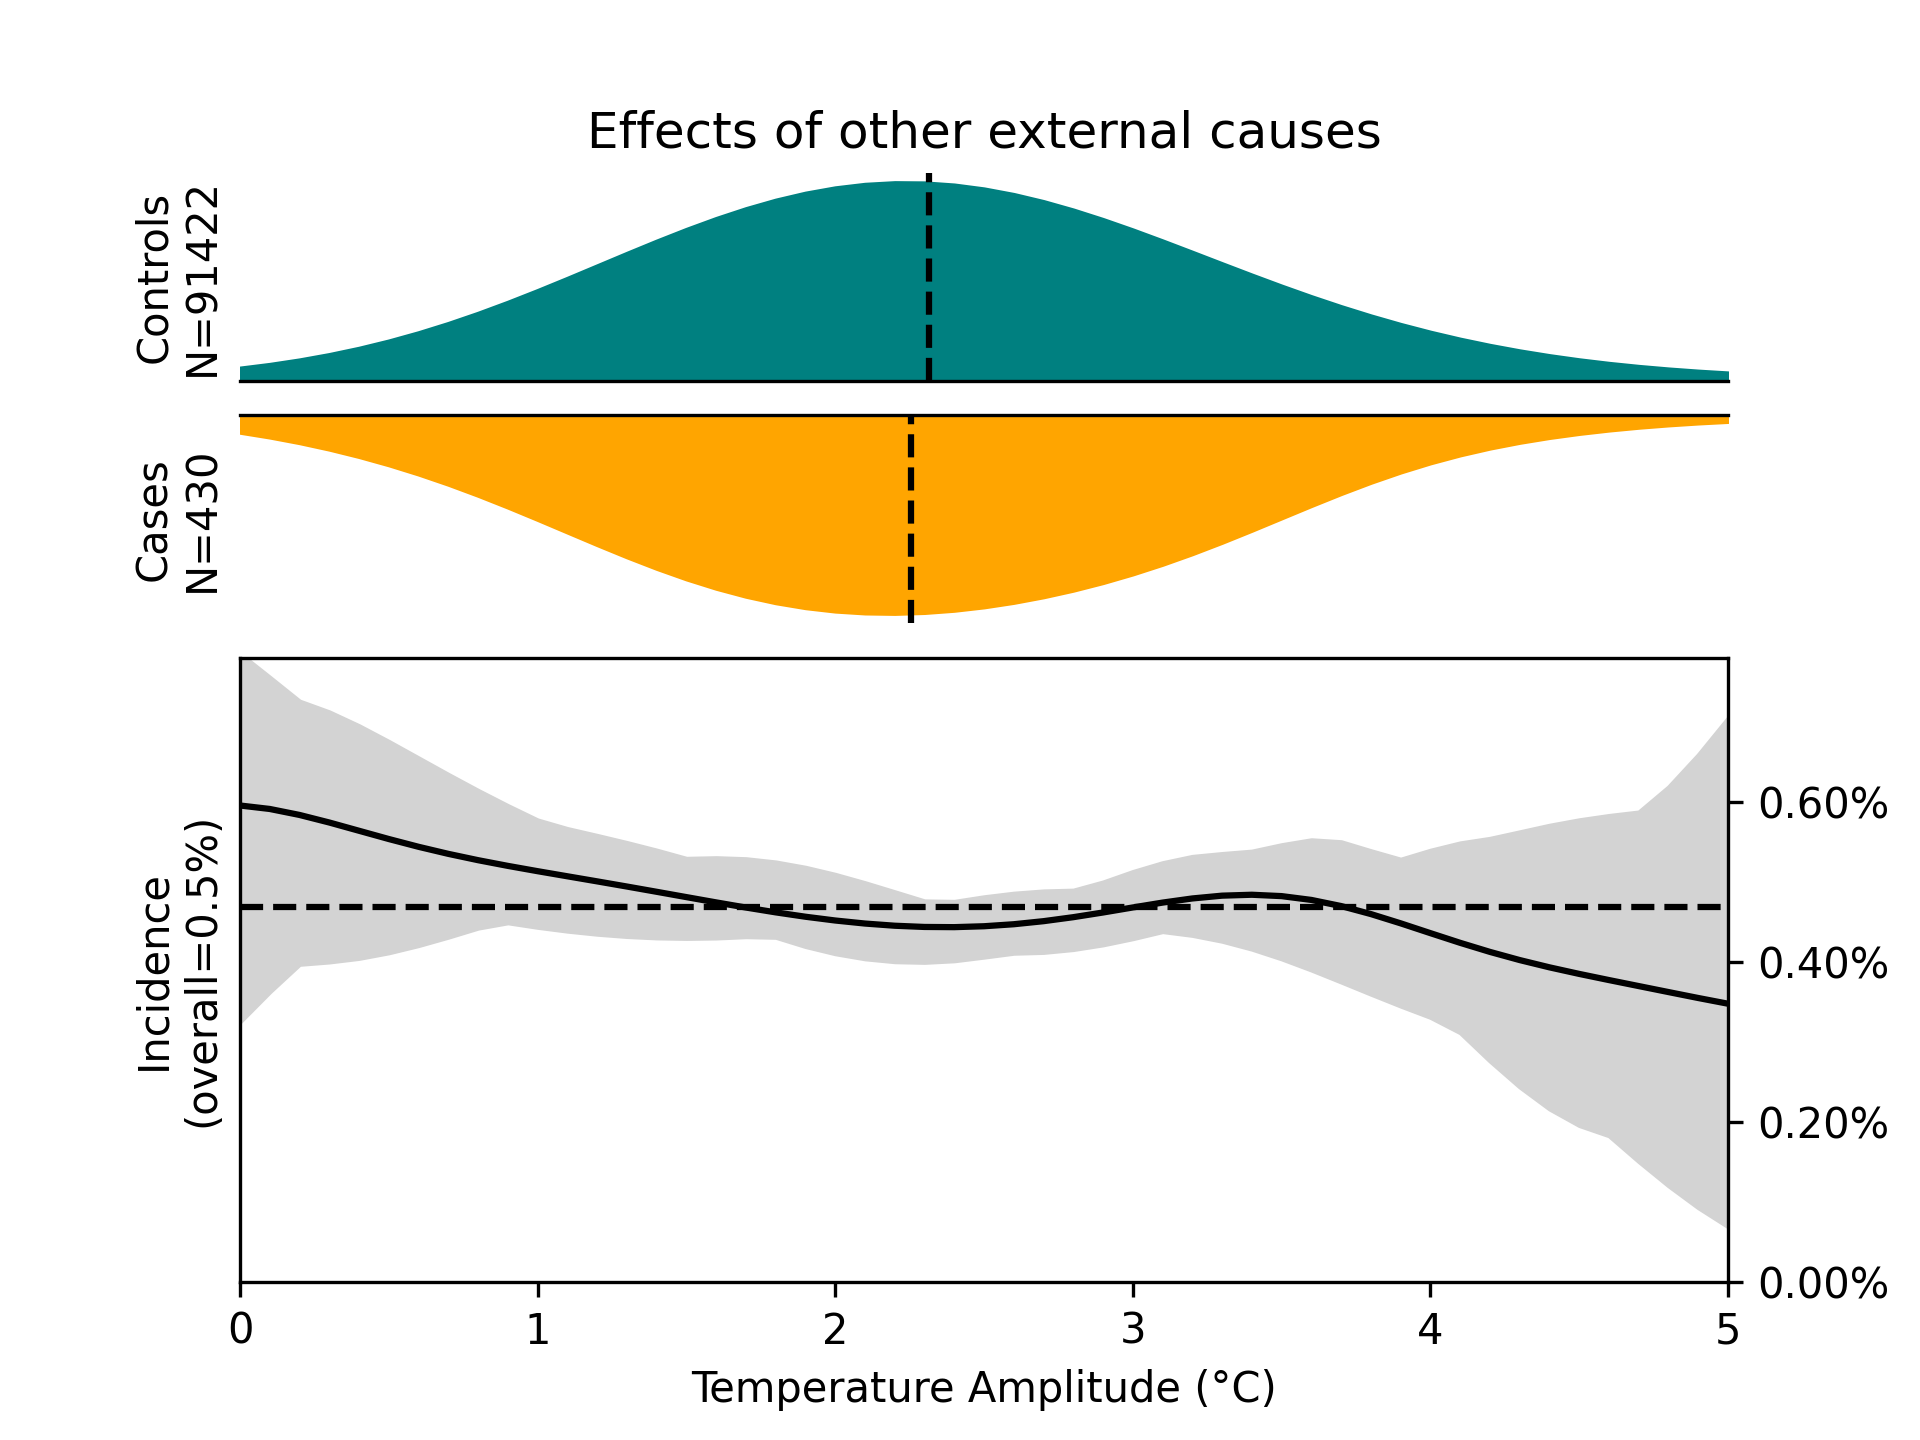 Effects of other external causes
Controls
N=91422
Cases
N=430
Incidence
(overall=0.5%)
0.60%
0.40%
0.20%
0.00%
0 1 2 3 4 5
Temperature Amplitude (°C)